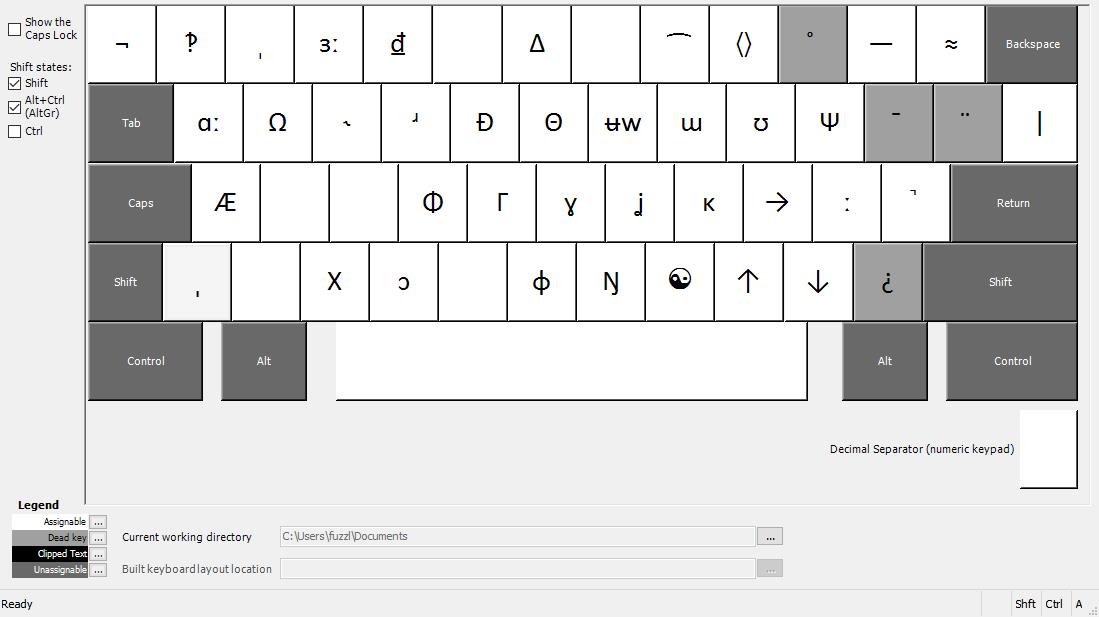 Show the
Caps Lock
Shift states:
Shift
Alt+Ctrl
(AltGr)
Ctrl
¬ ‽ ˌ ɜː ₫ Δ ⁀ ⟨⟩ ° — ≈ Backspace
Tab ɑː Ω ˞ ʴ Ð Θ ʉw ɯ ʊ Ψ ¯ ¨ |
Caps Æ Φ Γ ɣ ʝ ĸ → ː ̚ Return
Shift ˌ X ɔ ɸ Ŋ ☯ ↑ ↓ ¿ Shift
Control Alt Alt Control
Decimal Separator (numeric keypad)
Legend
Assignable ...
Dead key ...
Clipped Text ...
Unassignable ...
Current working directory C:\Users\fuzzl\Documents ...
Built keyboard layout location ...
Ready Shft Ctrl A